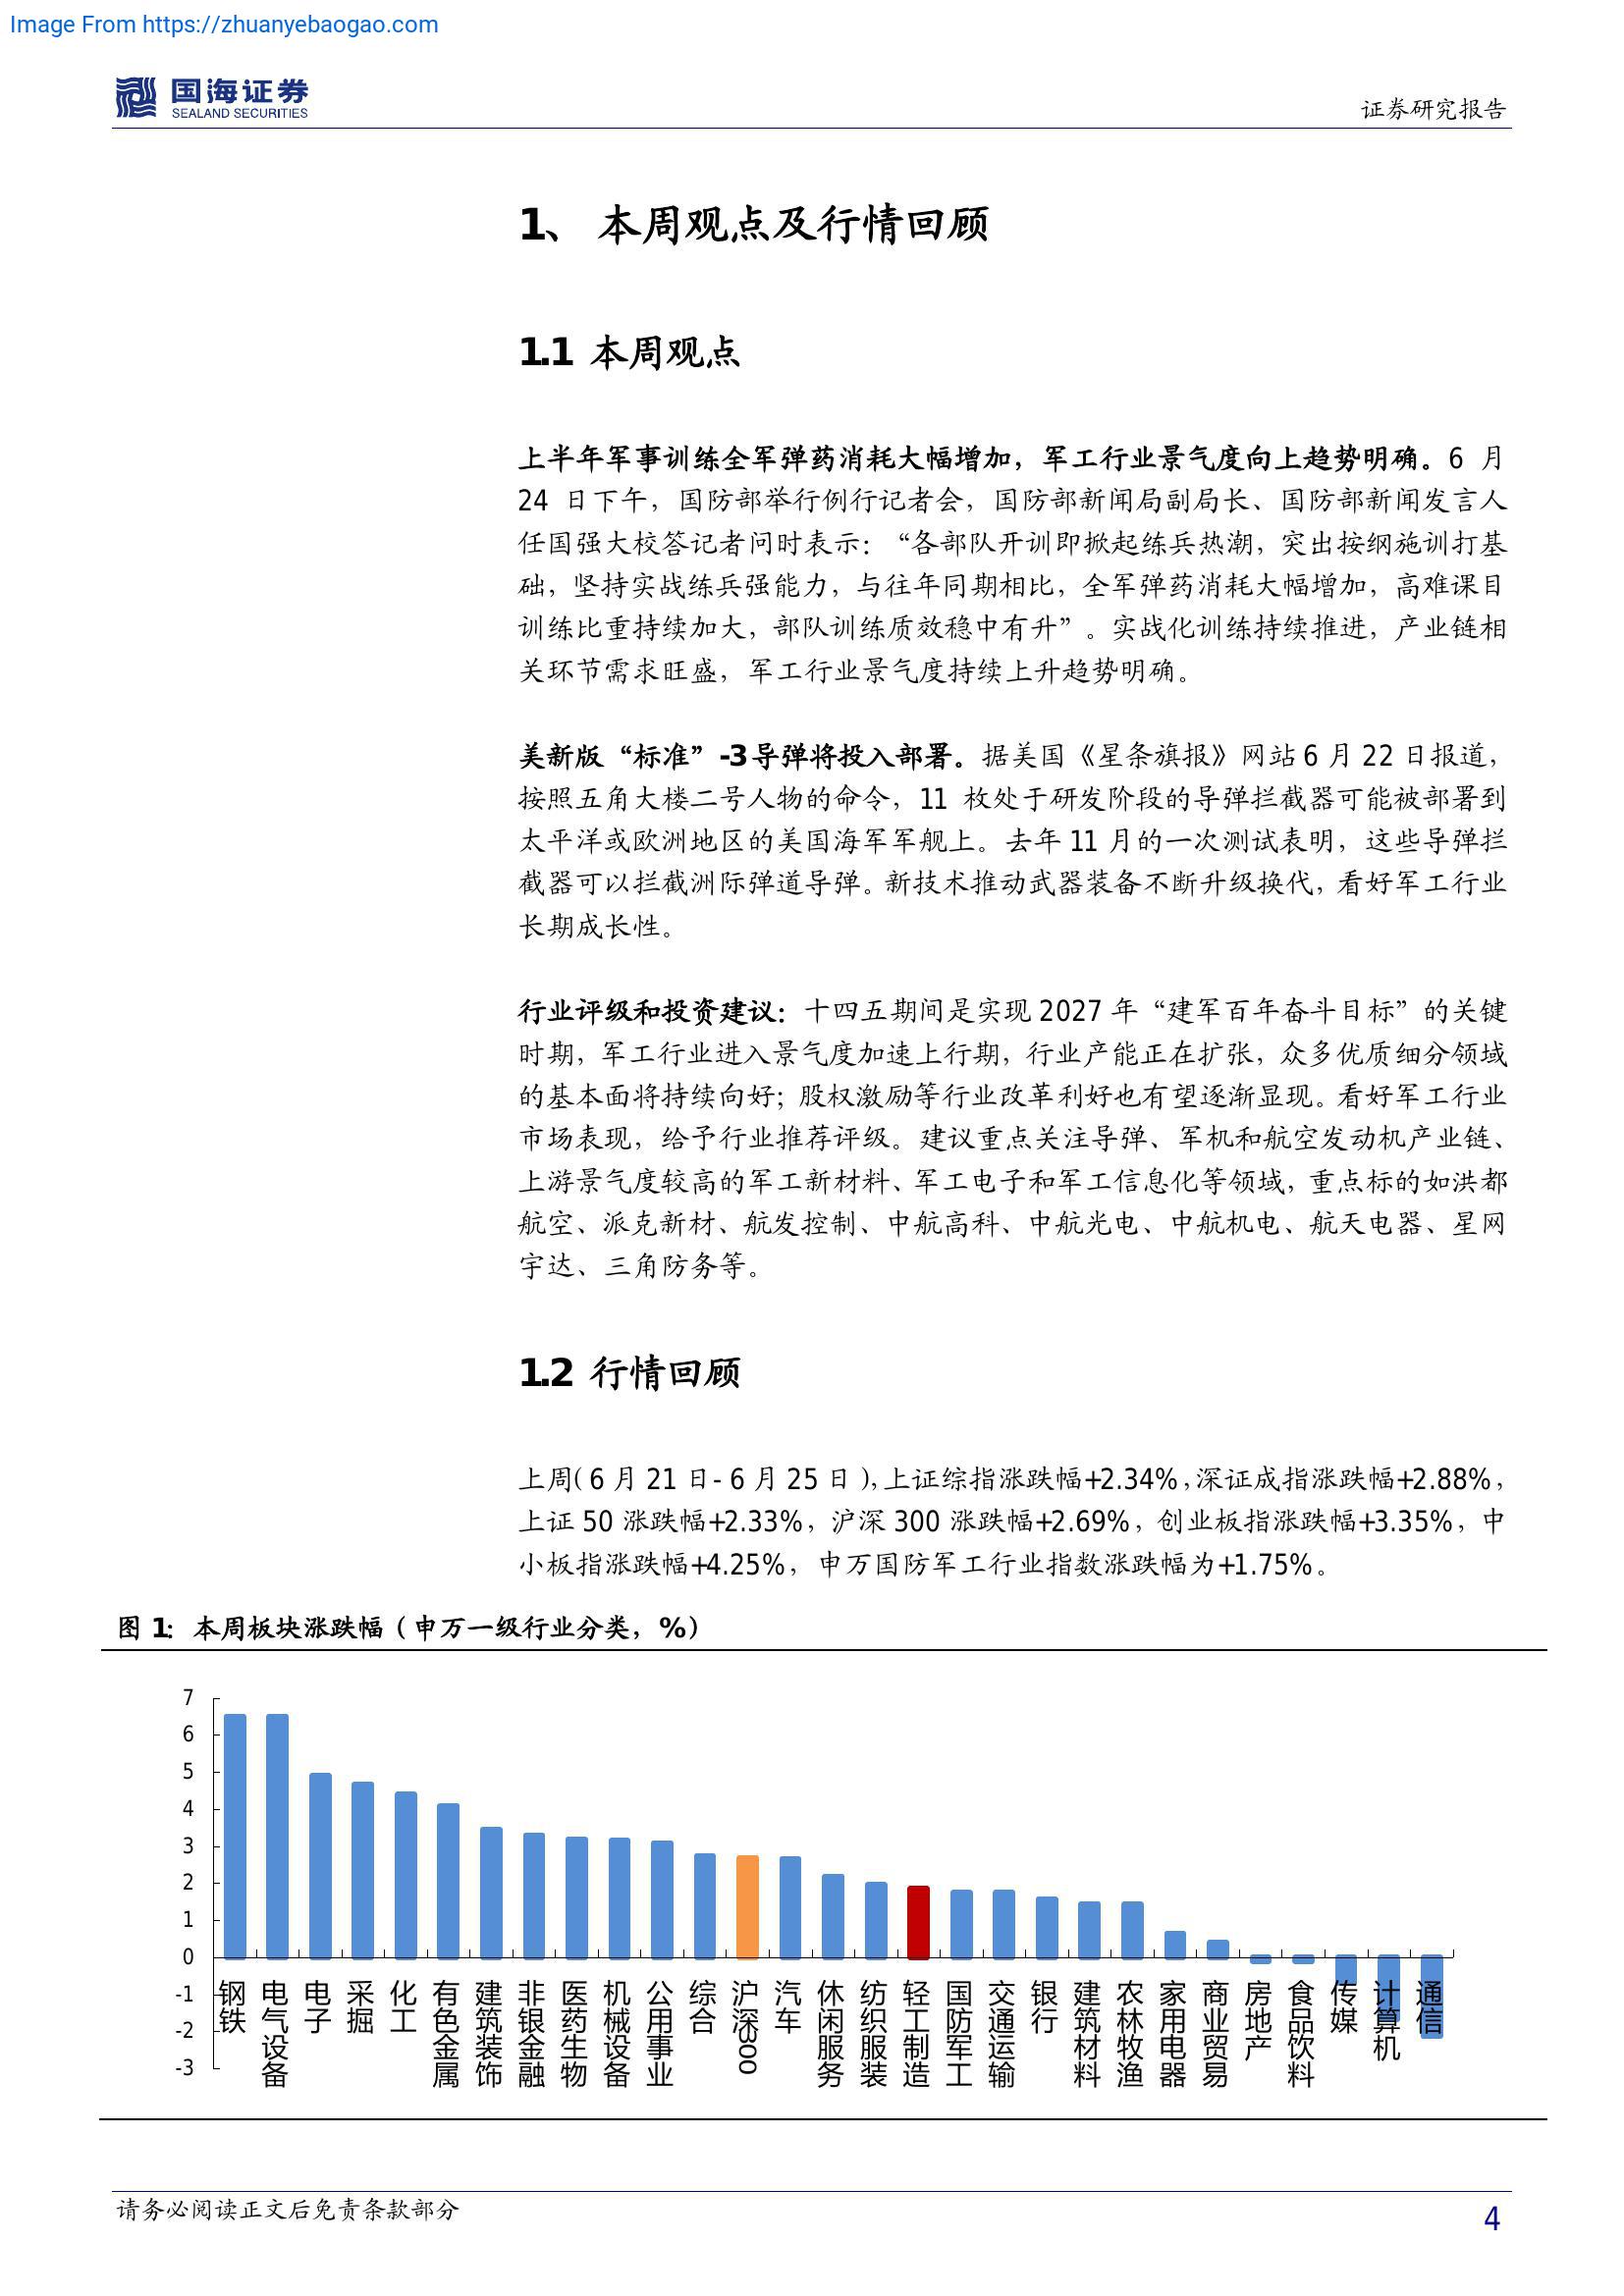 Image From https://zhuanyebaogao.com
国海证券
SEALAND SECURITIES
证券研究报告
1、 本周观点及行情回顾
1.1 本周观点
上半年军事训练全军弹药消耗大幅增加，军工行业景气度向上趋势明确。6 月
24 日下午，国防部举行例行记者会，国防部新闻局副局长、国防部新闻发言人
任国强大校答记者问时表示：“各部队开训即掀起练兵热潮，突出按纲施训打基
础，坚持实战练兵强能力，与往年同期相比，全军弹药消耗大幅增加，高难课目
训练比重持续加大，部队训练质效稳中有升”。实战化训练持续推进，产业链相
关环节需求旺盛，军工行业景气度持续上升趋势明确。
美新版“标准”-3导弹将投入部署。据美国《星条旗报》网站 6 月 22 日报道，
按照五角大楼二号人物的命令，11 枚处于研发阶段的导弹拦截器可能被部署到
太平洋或欧洲地区的美国海军军舰上。去年 11 月的一次测试表明，这些导弹拦
截器可以拦截洲际弹道导弹。新技术推动武器装备不断升级换代，看好军工行业
长期成长性。
行业评级和投资建议：十四五期间是实现 2027 年“建军百年奋斗目标”的关键
时期，军工行业进入景气度加速上行期，行业产能正在扩张，众多优质细分领域
的基本面将持续向好；股权激励等行业改革利好也有望逐渐显现。看好军工行业
市场表现，给予行业推荐评级。建议重点关注导弹、军机和航空发动机产业链、
上游景气度较高的军工新材料、军工电子和军工信息化等领域，重点标的如洪都
航空、派克新材、航发控制、中航高科、中航光电、中航机电、航天电器、星网
宇达、三角防务等。
1.2 行情回顾
上周（6 月 21 日- 6 月 25 日），上证综指涨跌幅+2.34%，深证成指涨跌幅+2.88%，
上证 50 涨跌幅+2.33%，沪深 300 涨跌幅+2.69%，创业板指涨跌幅+3.35%，中
小板指涨跌幅+4.25%，申万国防军工行业指数涨跌幅为+1.75%。
图 1：本周板块涨跌幅（申万一级行业分类，%）
7
6
5
4
3
2
1
0
-1
-2
-3
钢铁
电气设备
电子
采掘
化工
有色金属
建筑装饰
非银金融
医药生物
机械设备
公用事业
综合
沪深300
汽车
休闲服务
纺织服装
轻工制造
国防军工
交通运输
银行
建筑材料
农林牧渔
家用电器
商业贸易
房地产
食品饮料
传媒
计算机
通信
请务必阅读正文后免责条款部分
4